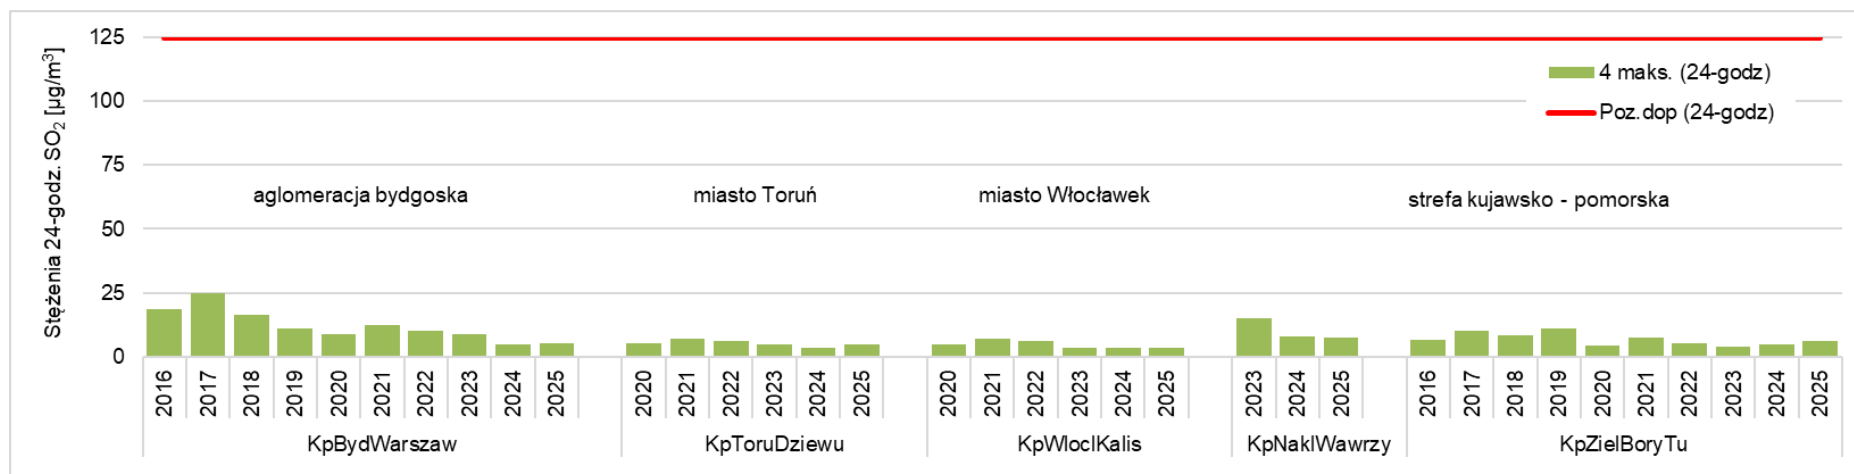 Stężenia 24-godz. SO₂ [µg/m³]
125
100
75
50
25
0
4 maks. (24-godz)
Poz.dop (24-godz)
aglomeracja bydgoska
miasto Toruń
miasto Włocławek
strefa kujawsko - pomorska
2016 2017 2018 2019 2020 2021 2022 2023 2024 2025
2020 2021 2022 2023 2024 2025
2020 2021 2022 2023 2024 2025
2023 2024 2025
2016 2017 2018 2019 2020 2021 2022 2023 2024 2025
KpBydWarszaw
KpToruDziewu
KpWloclKalis
KpNaklWawrzy
KpZielBoryTu